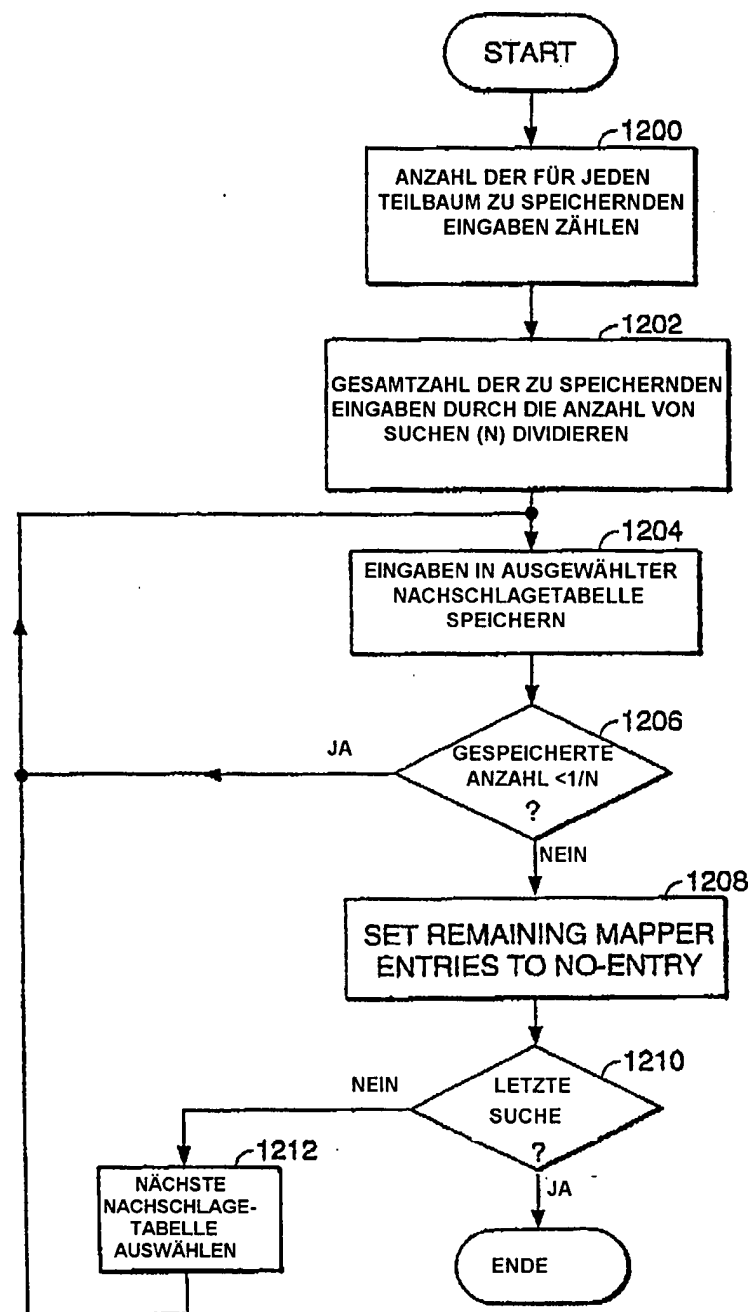 START
1200
ANZAHL DER FÜR JEDEN
TEILBAUM ZU SPEICHERNDEN
EINGABEN ZÄHLEN
1202
GESAMTZAHL DER ZU SPEICHERNDEN
EINGABEN DURCH DIE ANZAHL VON
SUCHEN (N) DIVIDIEREN
1204
EINGABEN IN AUSGEWÄHLTER
NACHSCHLAGETABELLE
SPEICHERN
1206
JA
GESPEICHERTE
ANZAHL <1/N
?
NEIN
1208
SET REMAINING MAPPER
ENTRIES TO NO-ENTRY
1210
NEIN
LETZTE
SUCHE
?
JA
1212
NÄCHSTE
NACHSCHLAGE-
TABELLE
AUSWÄHLEN
ENDE